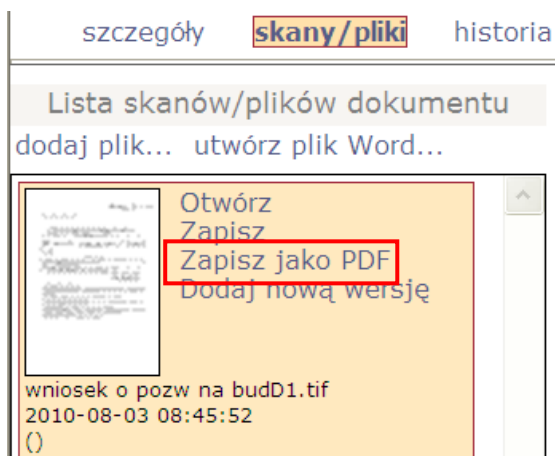 szczegóły skany/pliki historia
Lista skanów/plików dokumentu
dodaj plik... utwórz plik Word...
Otwórz
Zapisz
Zapisz jako PDF
Dodaj nową wersję
wniosek o pozw na budD1.tif
2010-08-03 08:45:52
()